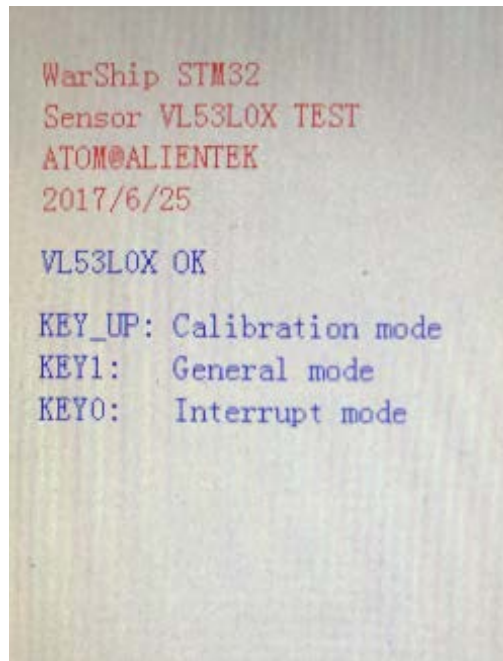 WarShip STM32
Sensor VL53L0X TEST
ATOM@ALIENTEK
2017/6/25
VL53L0X OK
KEY_UP: Calibration mode
KEY1: General mode
KEY0: Interrupt mode